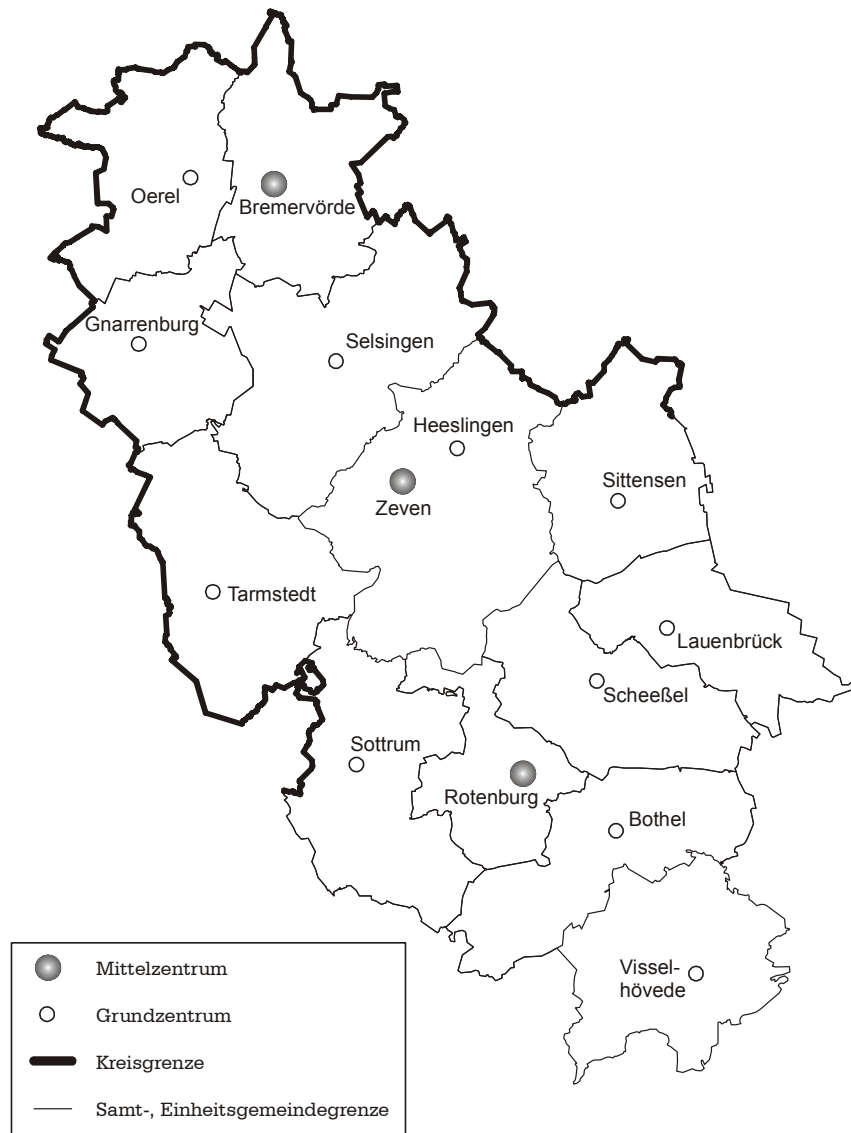 Oerel
Bremervörde
Gnarrenburg
Selsingen
Heeslingen
Zeven
Sittensen
Tarmstedt
Lauenbrück
Scheeßel
Sottrum
Rotenburg
Bothel
Vissel-
hövede
Mittelzentrum
Grundzentrum
Kreisgrenze
Samt-, Einheitsgemeindegrenze